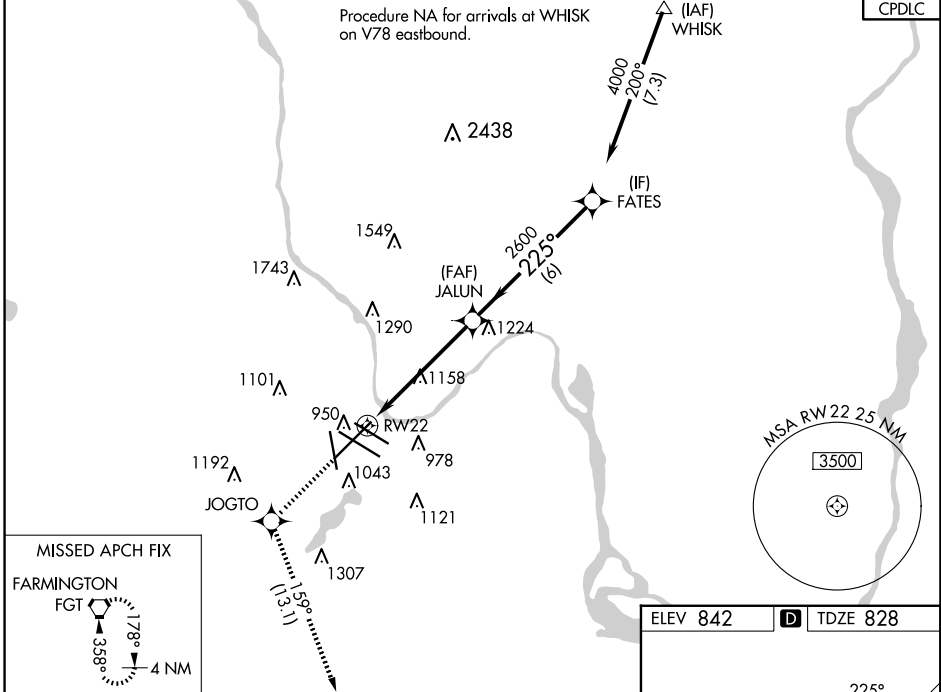 Procedure NA for arrivals at WHISK
on V78 eastbound.
(IAF)
WHISK
CPDLC
4000
200°
(7.3)
2438
(IF)
FATES
1549
2600
225°
(6)
1743
(FAF)
JALUN
1290
1224
1101
1158
950
RW22
978
1192
1043
JOGTO
1121
1307
159°
(13.1)
MSA RW 22 25 NM
3500
MISSED APCH FIX
FARMINGTON
FGT
178°
358°
4 NM
ELEV 842
D
TDZE 828
225°